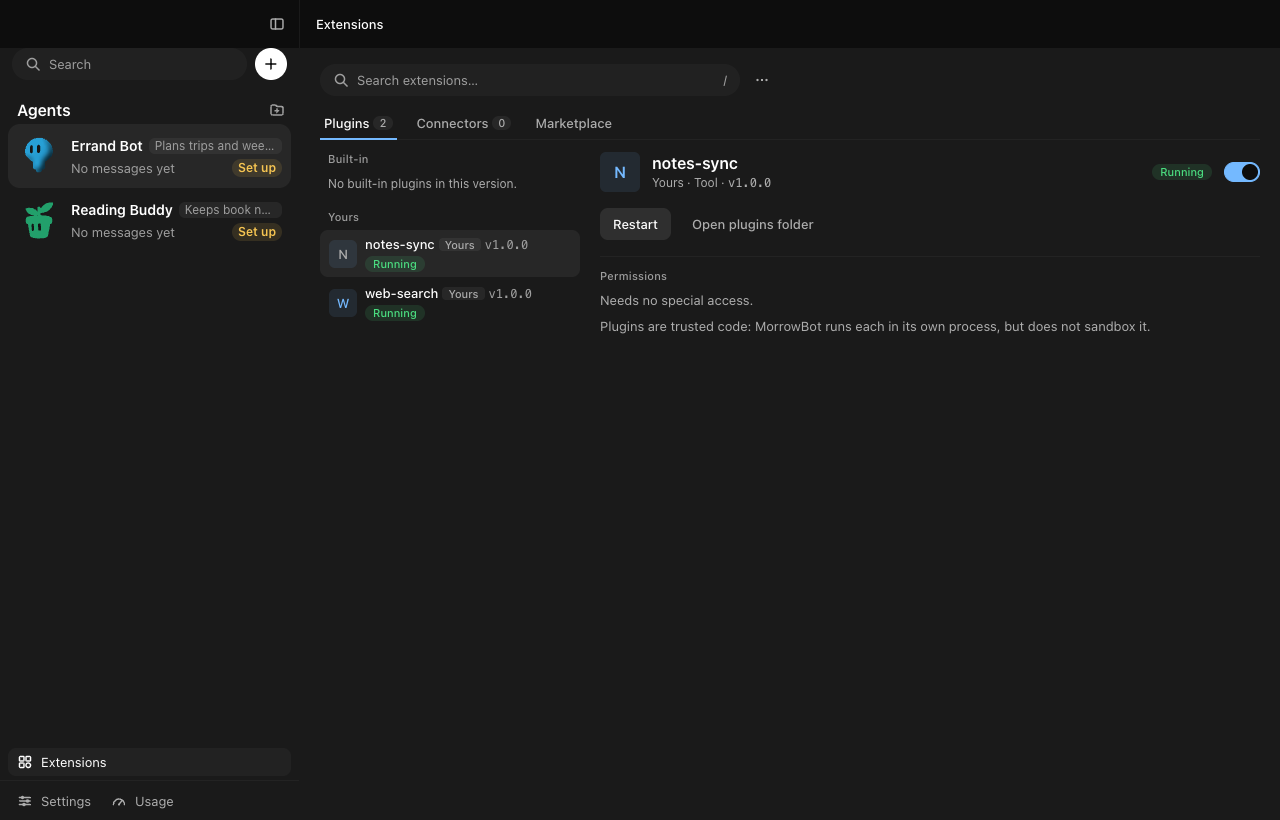 Extensions
Search
Agents
Errand Bot Plans trips and wee...
No messages yet Set up
Reading Buddy Keeps book n...
No messages yet Set up
Extensions
Settings Usage
Search extensions... /
Plugins 2 Connectors 0 Marketplace
Built-in
No built-in plugins in this version.
Yours
N notes-sync Yours v1.0.0
Running
W web-search Yours v1.0.0
Running
N notes-sync
Yours · Tool · v1.0.0
Running
Restart Open plugins folder
Permissions
Needs no special access.
Plugins are trusted code: MorrowBot runs each in its own process, but does not sandbox it.